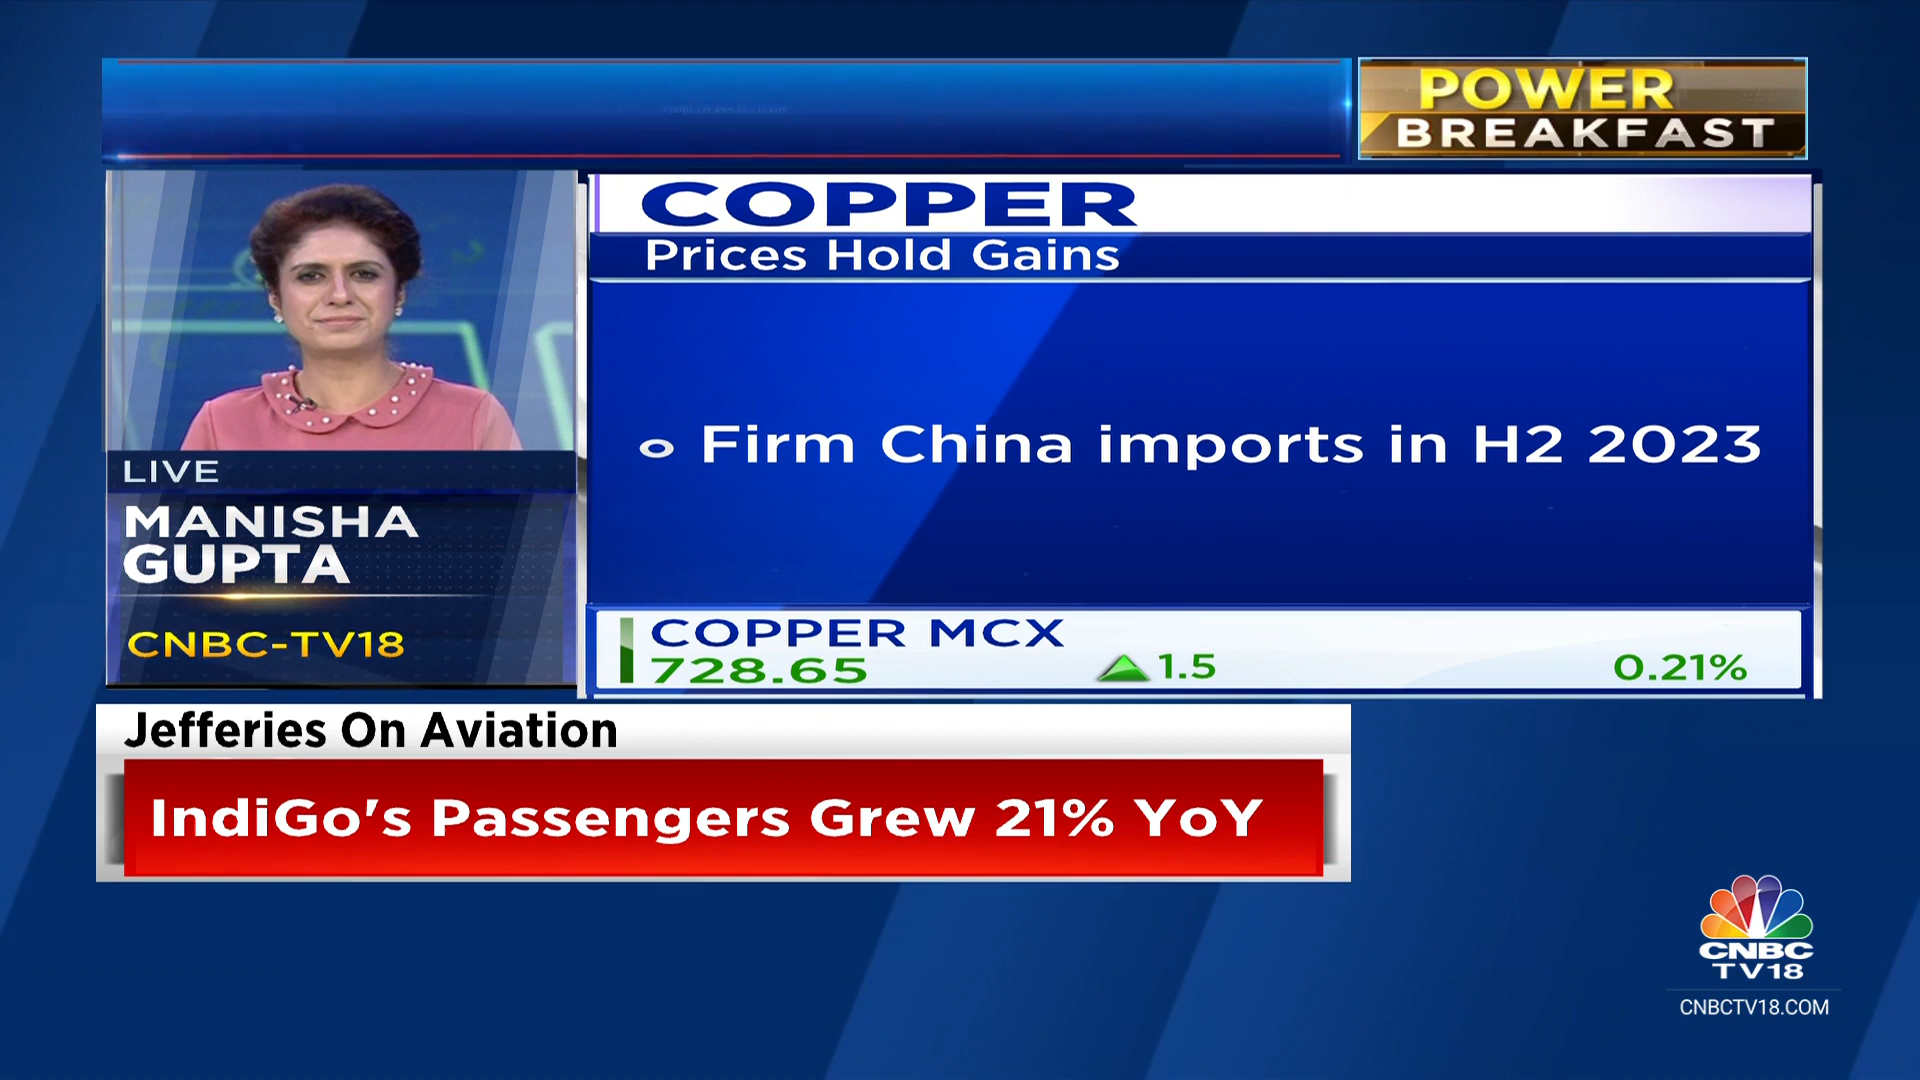 POWER
BREAKFAST
COPPER
Prices Hold Gains
o Firm China imports in H2 2023
LIVE
MANISHA
GUPTA
CNBC-TV18
COPPER MCX
728.65 ▲ 1.5 0.21%
Jefferies On Aviation
IndiGo's Passengers Grew 21% YoY
CNBC
TV18
CNBCTV18.COM